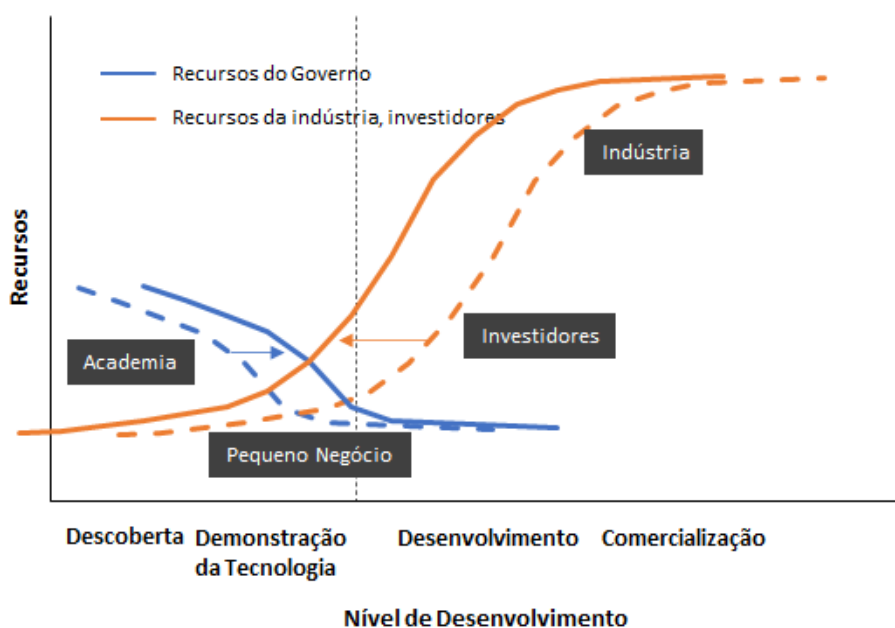 Recursos do Governo
Recursos da indústria, investidores
Indústria
Recursos
Investidores
Academia
Pequeno Negócio
Descoberta
Demonstração
da Tecnologia
Desenvolvimento
Comercialização
Nível de Desenvolvimento